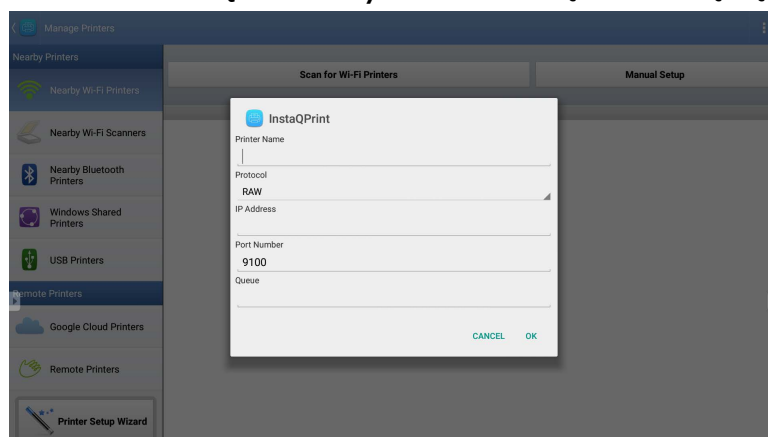 Manage Printers
Nearby Printers
Nearby Wi-Fi Printers
Nearby Wi-Fi Scanners
Nearby Bluetooth
Printers
Windows Shared
Printers
USB Printers
Remote Printers
Google Cloud Printers
Remote Printers
Printer Setup Wizard
Scan for Wi-Fi Printers
Manual Setup
InstaQPrint
Printer Name
Protocol
RAW
IP Address
Port Number
9100
Queue
CANCEL OK